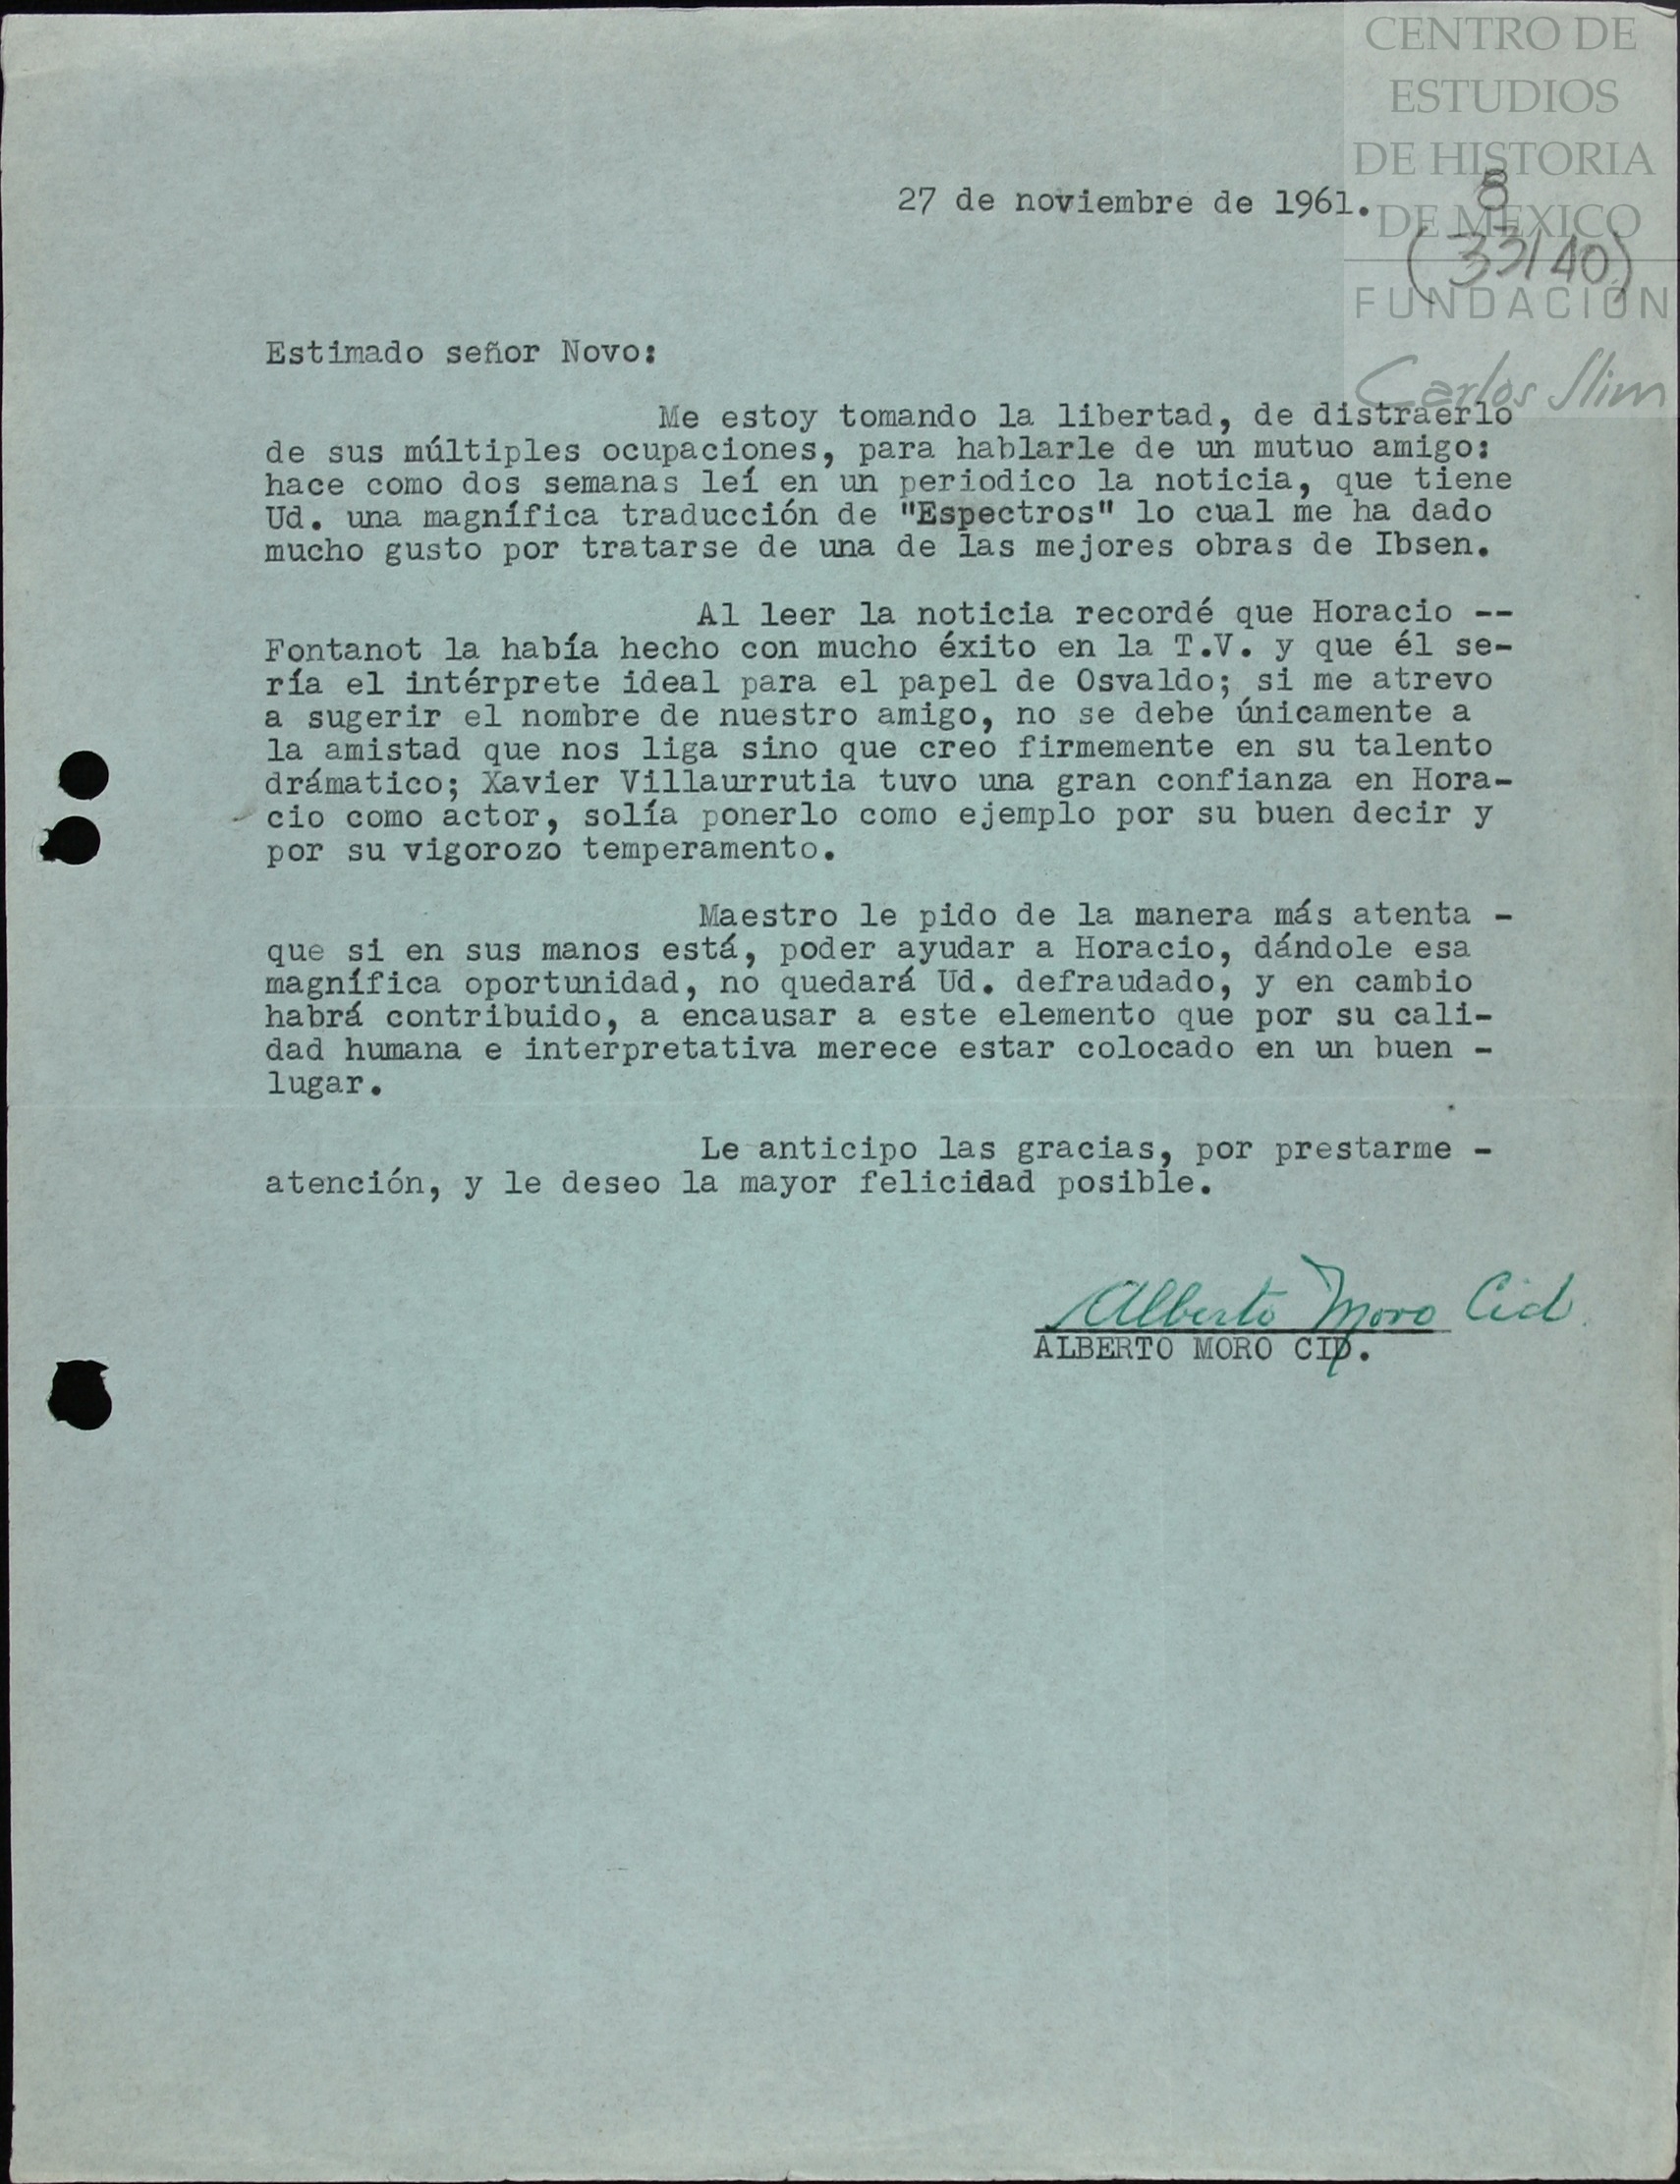 CENTRO DE
ESTUDIOS
DE HISTORIA
DE MEXICO
FUNDACIÓN
Carlos Slim
27 de noviembre de 1961.
8
(33/40)
Estimado señor Novo:
Me estoy tomando la libertad, de distraerlo
de sus múltiples ocupaciones, para hablarle de un mutuo amigo:
hace como dos semanas leí en un periodico la noticia, que tiene
Ud. una magnífica traducción de "Espectros" lo cual me ha dado
mucho gusto por tratarse de una de las mejores obras de Ibsen.
Al leer la noticia recordé que Horacio --
Fontanot la había hecho con mucho éxito en la T.V. y que él se-
ría el intérprete ideal para el papel de Osvaldo; si me atrevo
a sugerir el nombre de nuestro amigo, no se debe únicamente a
la amistad que nos liga sino que creo firmemente en su talento
drámatico; Xavier Villaurrutia tuvo una gran confianza en Hora-
cio como actor, solía ponerlo como ejemplo por su buen decir y
por su vigorozo temperamento.
Maestro le pido de la manera más atenta -
que si en sus manos está, poder ayudar a Horacio, dándole esa
magnífica oportunidad, no quedará Ud. defraudado, y en cambio
habrá contribuido, a encausar a este elemento que por su cali-
dad humana e interpretativa merece estar colocado en un buen -
lugar.
Le anticipo las gracias, por prestarme -
atención, y le deseo la mayor felicidad posible.
Alberto Moro Cid
ALBERTO MORO CID.